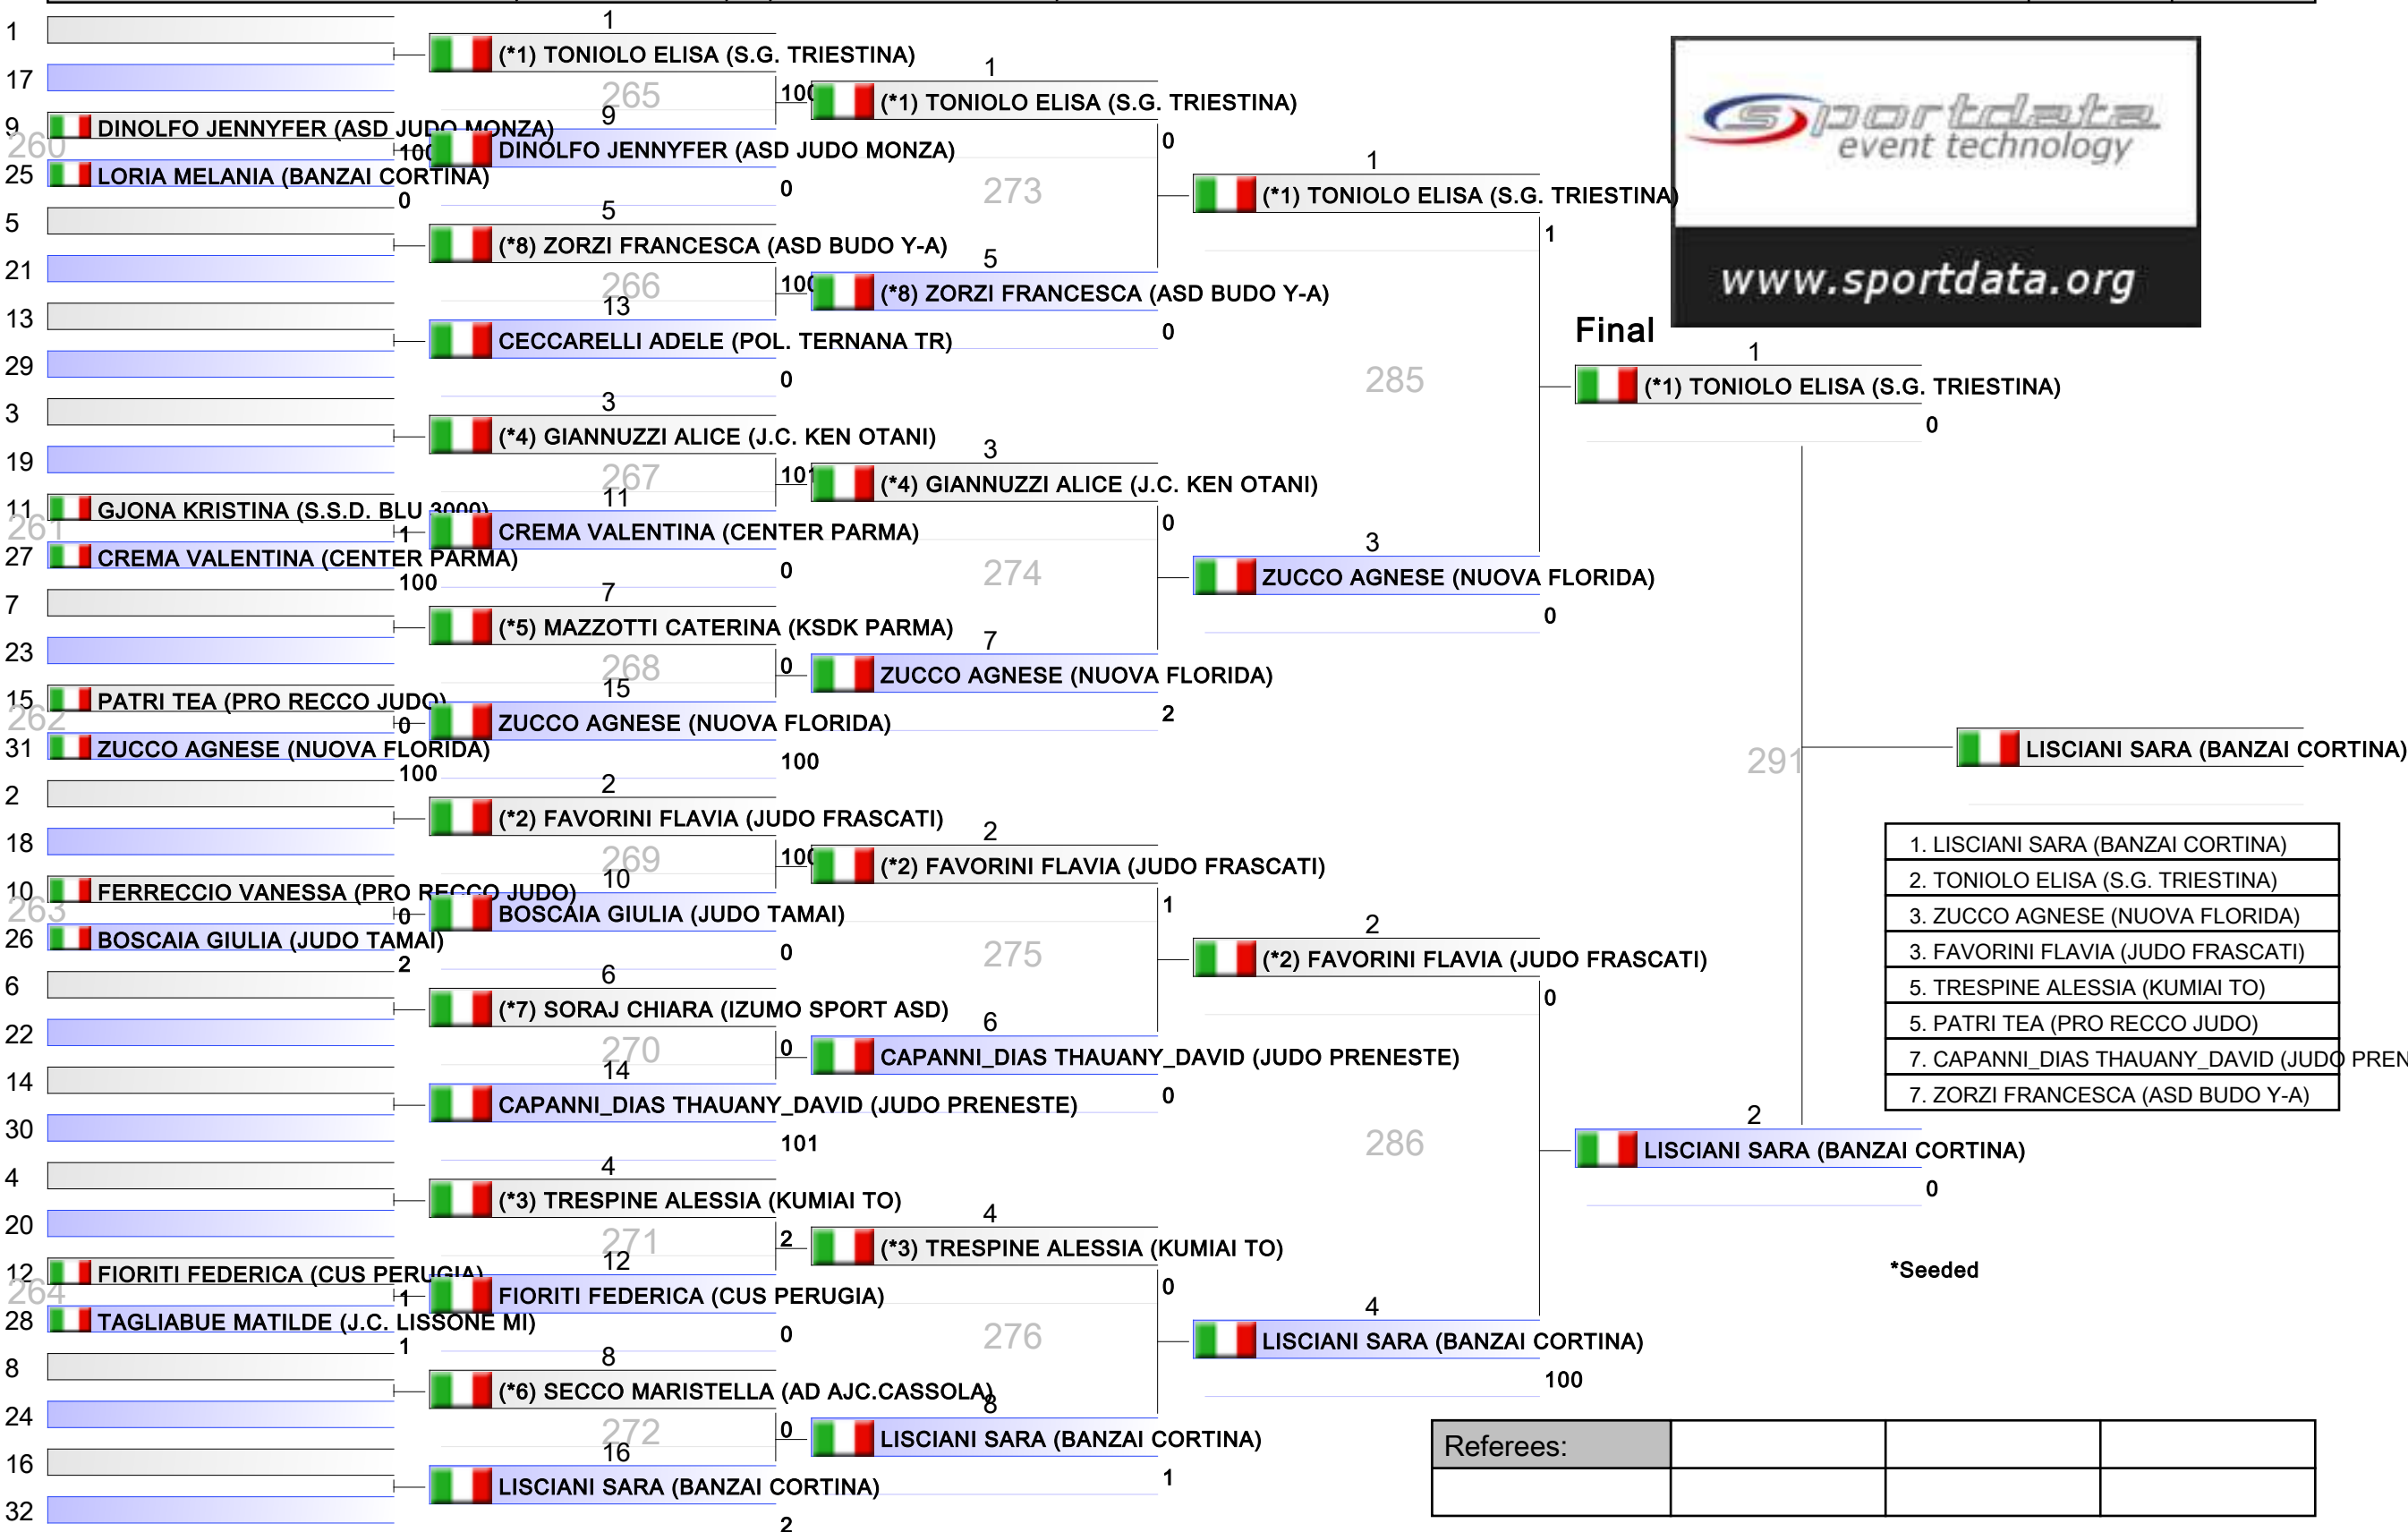 1
17
9 DINOLFO JENNYFER (ASD JUDO MONZA)
260
100
25 LORIA MELANIA (BANZAI CORTINA)
0
5
21
13
29
3
19
11 GJONA KRISTINA (S.S.D. BLU 3000)
261
1
27 CREMA VALENTINA (CENTER PARMA)
100
7
23
15 PATRI TEA (PRO RECCO JUDO)
262
0
31 ZUCCO AGNESE (NUOVA FLORIDA)
100
2
18
10 FERRECCIO VANESSA (PRO RECCO JUDO)
263
0
26 BOSCAIA GIULIA (JUDO TAMAI)
2
6
22
14
30
4
20
12 FIORITI FEDERICA (CUS PERUGIA)
264
1
28 TAGLIABUE MATILDE (J.C. LISSONE MI)
1
8
24
16
32
1
(*1) TONIOLO ELISA (S.G. TRIESTINA)
265
100
9
DINOLFO JENNYFER (ASD JUDO MONZA)
0
5
(*8) ZORZI FRANCESCA (ASD BUDO Y-A)
266
100
13
CECCARELLI ADELE (POL. TERNANA TR)
0
3
(*4) GIANNUZZI ALICE (J.C. KEN OTANI)
267
101
11
CREMA VALENTINA (CENTER PARMA)
0
7
(*5) MAZZOTTI CATERINA (KSDK PARMA)
268
0
15
ZUCCO AGNESE (NUOVA FLORIDA)
100
2
(*2) FAVORINI FLAVIA (JUDO FRASCATI)
269
100
10
BOSCAIA GIULIA (JUDO TAMAI)
0
6
(*7) SORAJ CHIARA (IZUMO SPORT ASD)
270
0
14
CAPANNI_DIAS THAUANY_DAVID (JUDO PRENESTE)
101
4
(*3) TRESPINE ALESSIA (KUMIAI TO)
271
2
12
FIORITI FEDERICA (CUS PERUGIA)
0
8
(*6) SECCO MARISTELLA (AD AJC.CASSOLA)
272
0
16
LISCIANI SARA (BANZAI CORTINA)
2
1
(*1) TONIOLO ELISA (S.G. TRIESTINA)
0
273
5
(*8) ZORZI FRANCESCA (ASD BUDO Y-A)
0
3
(*4) GIANNUZZI ALICE (J.C. KEN OTANI)
0
274
7
ZUCCO AGNESE (NUOVA FLORIDA)
2
2
(*2) FAVORINI FLAVIA (JUDO FRASCATI)
1
275
6
CAPANNI_DIAS THAUANY_DAVID (JUDO PRENESTE)
0
4
(*3) TRESPINE ALESSIA (KUMIAI TO)
0
276
8
LISCIANI SARA (BANZAI CORTINA)
1
1
(*1) TONIOLO ELISA (S.G. TRIESTINA)
1
285
3
ZUCCO AGNESE (NUOVA FLORIDA)
0
2
(*2) FAVORINI FLAVIA (JUDO FRASCATI)
0
286
4
LISCIANI SARA (BANZAI CORTINA)
100
sportdata
event technology
www.sportdata.org
Final
1
(*1) TONIOLO ELISA (S.G. TRIESTINA)
0
291
2
LISCIANI SARA (BANZAI CORTINA)
0
LISCIANI SARA (BANZAI CORTINA)
1. LISCIANI SARA (BANZAI CORTINA)
2. TONIOLO ELISA (S.G. TRIESTINA)
3. ZUCCO AGNESE (NUOVA FLORIDA)
3. FAVORINI FLAVIA (JUDO FRASCATI)
5. TRESPINE ALESSIA (KUMIAI TO)
5. PATRI TEA (PRO RECCO JUDO)
7. CAPANNI_DIAS THAUANY_DAVID (JUDO PREN
7. ZORZI FRANCESCA (ASD BUDO Y-A)
*Seeded
Referees: